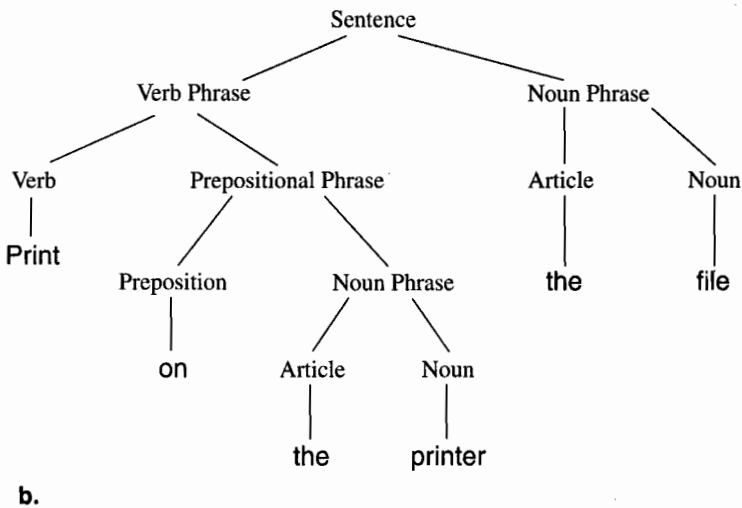 Sentence
Verb Phrase Noun Phrase
Verb Prepositional Phrase Article Noun
Print
Preposition Noun Phrase the file
on Article Noun
the printer
b.